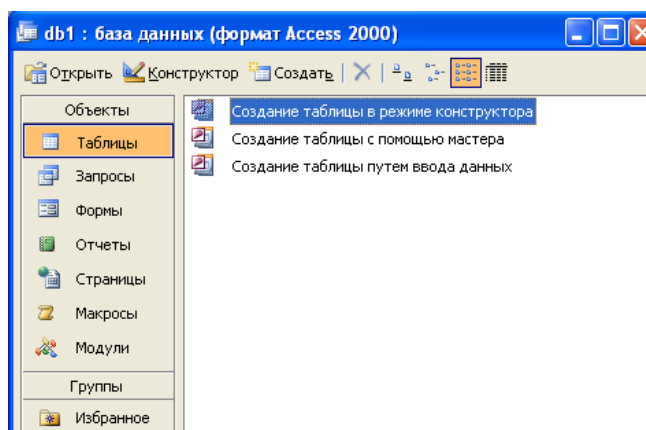 db1 : база данных (формат Access 2000)
Открыть Конструктор Создать
Объекты
Таблицы
Запросы
Формы
Отчеты
Страницы
Макросы
Модули
Группы
Избранное
Создание таблицы в режиме конструктора
Создание таблицы с помощью мастера
Создание таблицы путем ввода данных